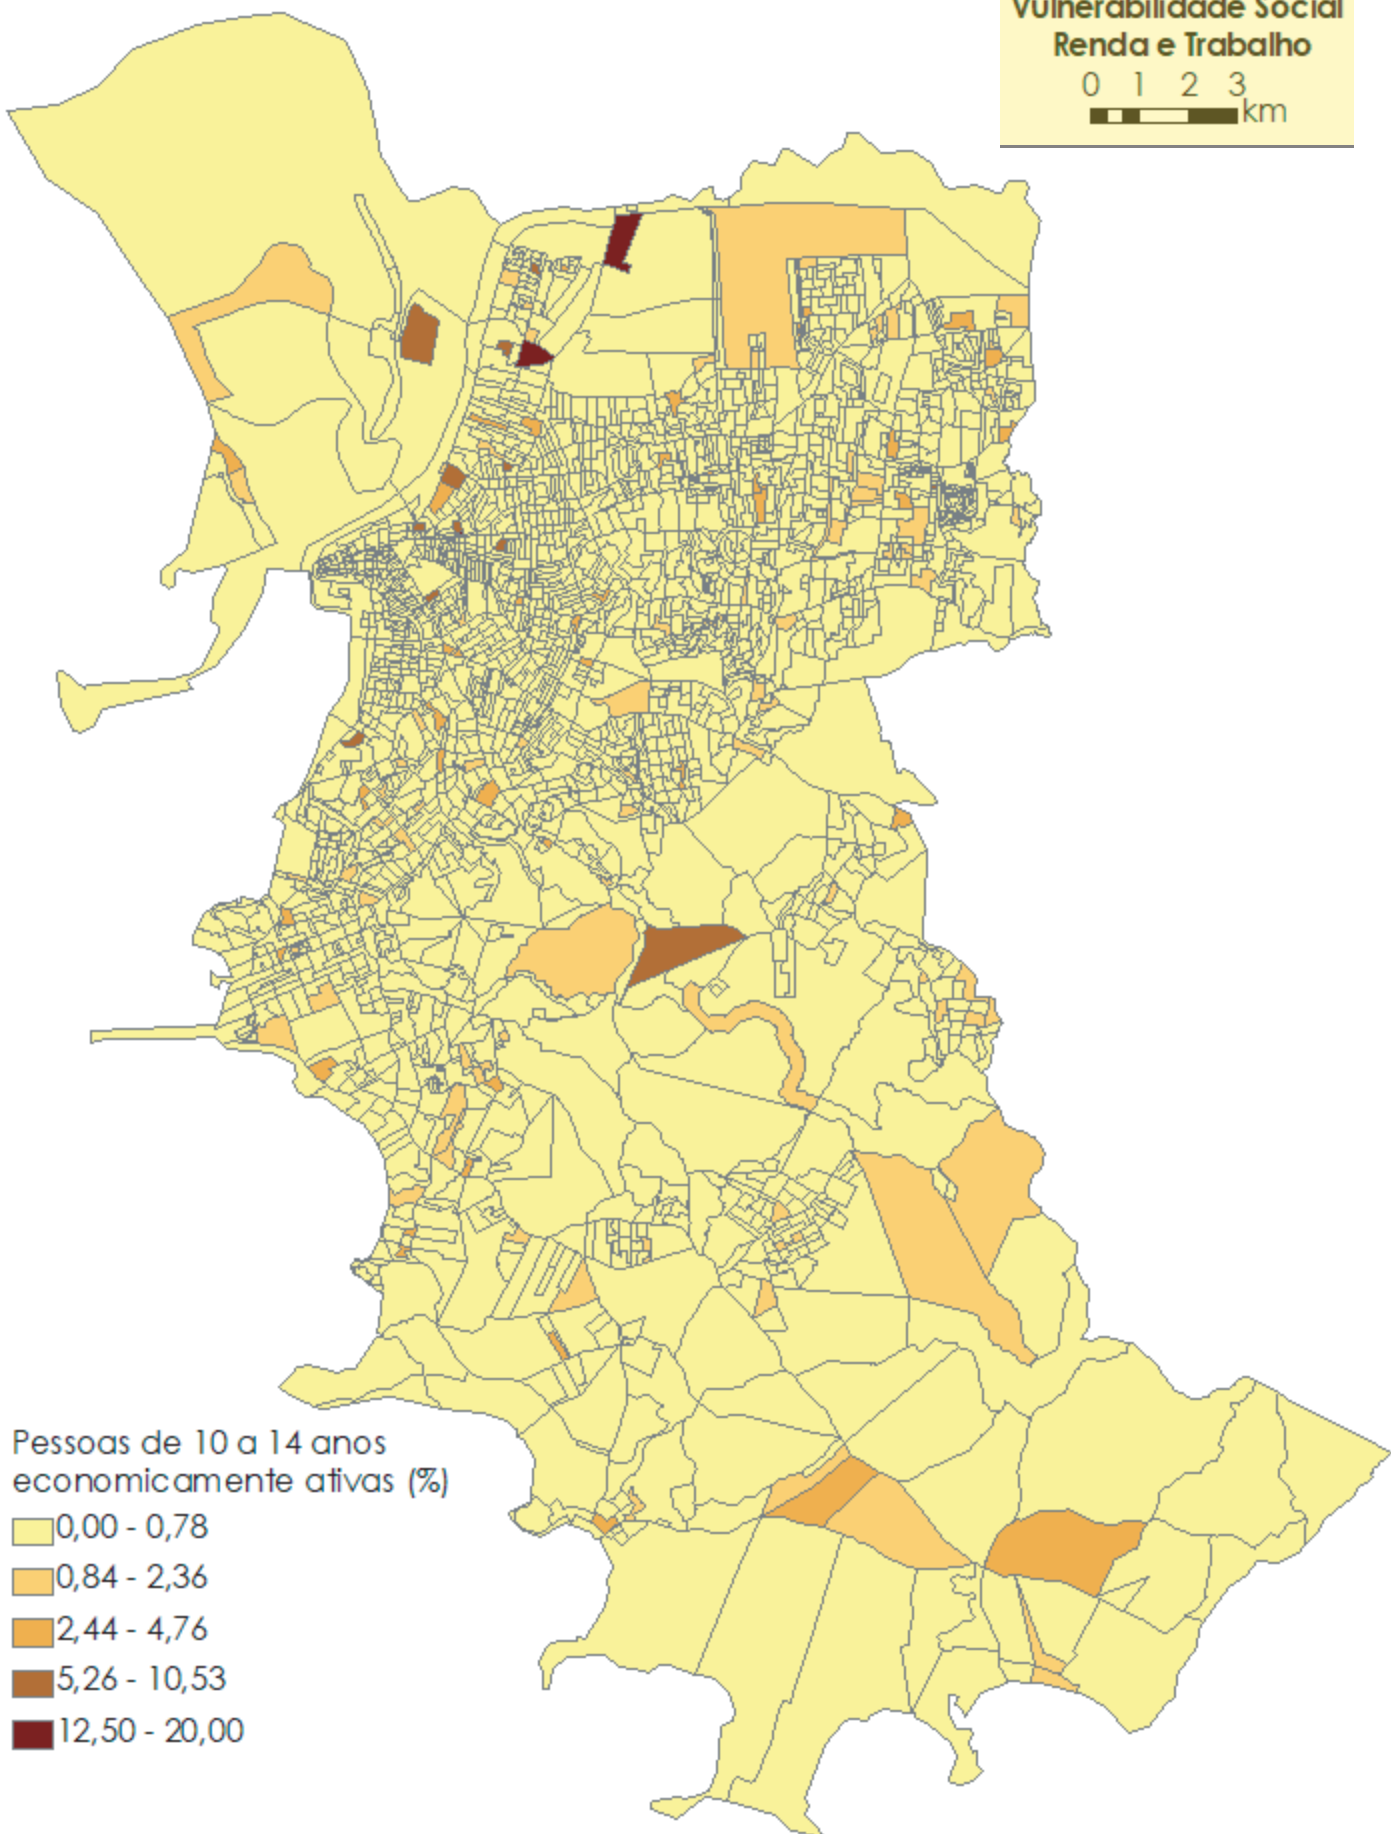 Vulnerabilidade Social
Renda e Trabalho
0 1 2 3
km
Pessoas de 10 a 14 anos
economicamente ativas (%)
0,00 - 0,78
0,84 - 2,36
2,44 - 4,76
5,26 - 10,53
12,50 - 20,00